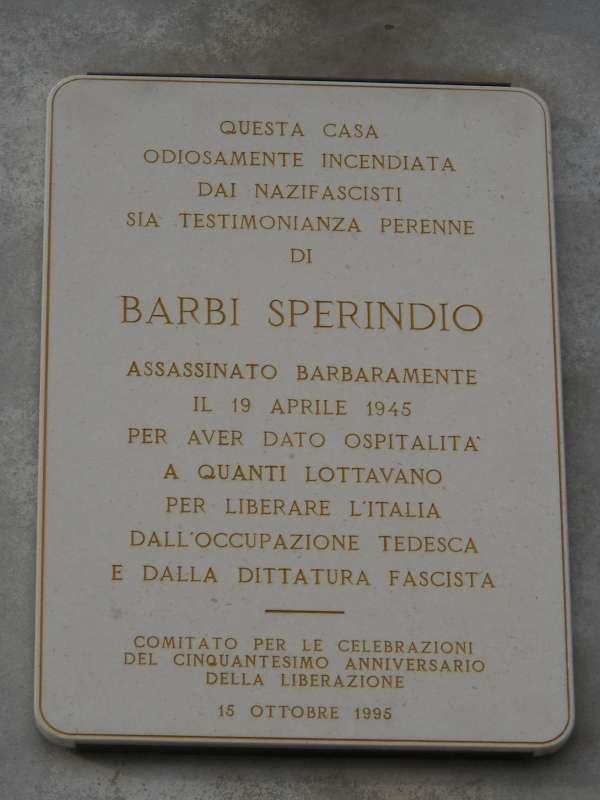 QUESTA CASA
ODIOSAMENTE INCENDIATA
DAI NAZIFASCISTI
SIA TESTIMONIANZA PERENNE
DI
BARBI SPERINDIO
ASSASSINATO BARBARAMENTE
IL 19 APRILE 1945
PER AVER DATO OSPITALITA'
A QUANTI LOTTAVANO
PER LIBERARE L'ITALIA
DALL'OCCUPAZIONE TEDESCA
E DALLA DITTATURA FASCISTA
COMITATO PER LE CELEBRAZIONI
DEL CINQUANTESIMO ANNIVERSARIO
DELLA LIBERAZIONE
15 OTTOBRE 1995